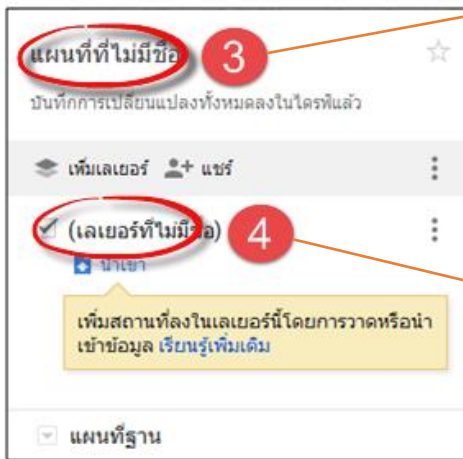 แผนที่ที่ไม่มีชื่อ
3
บันทึกการเปลี่ยนแปลงทั้งหมดลงในไดรฟ์แล้ว
เพิ่มเลเยอร์ แชร์
(เลเยอร์ที่ไม่มีชื่อ)
4
นำเข้า
เพิ่มสถานที่ลงในเลเยอร์นี้โดยการวาดหรือนำ
เข้าข้อมูล เรียนรู้เพิ่มเติม
แผนที่ฐาน